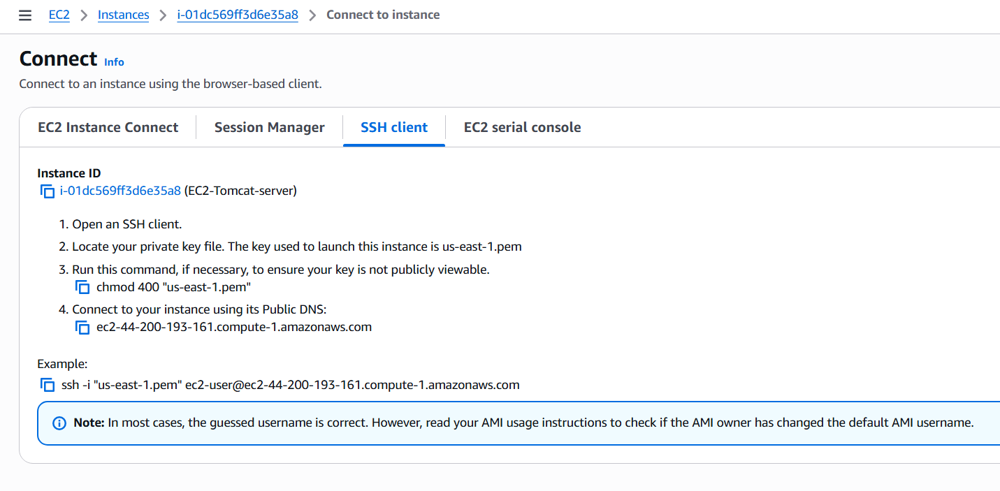 EC2 > Instances > i-01dc569ff3d6e35a8 > Connect to instance
Connect Info
Connect to an instance using the browser-based client.
EC2 Instance Connect Session Manager SSH client EC2 serial console
Instance ID
i-01dc569ff3d6e35a8 (EC2-Tomcat-server)
1. Open an SSH client.
2. Locate your private key file. The key used to launch this instance is us-east-1.pem
3. Run this command, if necessary, to ensure your key is not publicly viewable.
chmod 400 "us-east-1.pem"
4. Connect to your instance using its Public DNS:
ec2-44-200-193-161.compute-1.amazonaws.com
Example:
ssh -i "us-east-1.pem" ec2-user@ec2-44-200-193-161.compute-1.amazonaws.com
Note: In most cases, the guessed username is correct. However, read your AMI usage instructions to check if the AMI owner has changed the default AMI username.